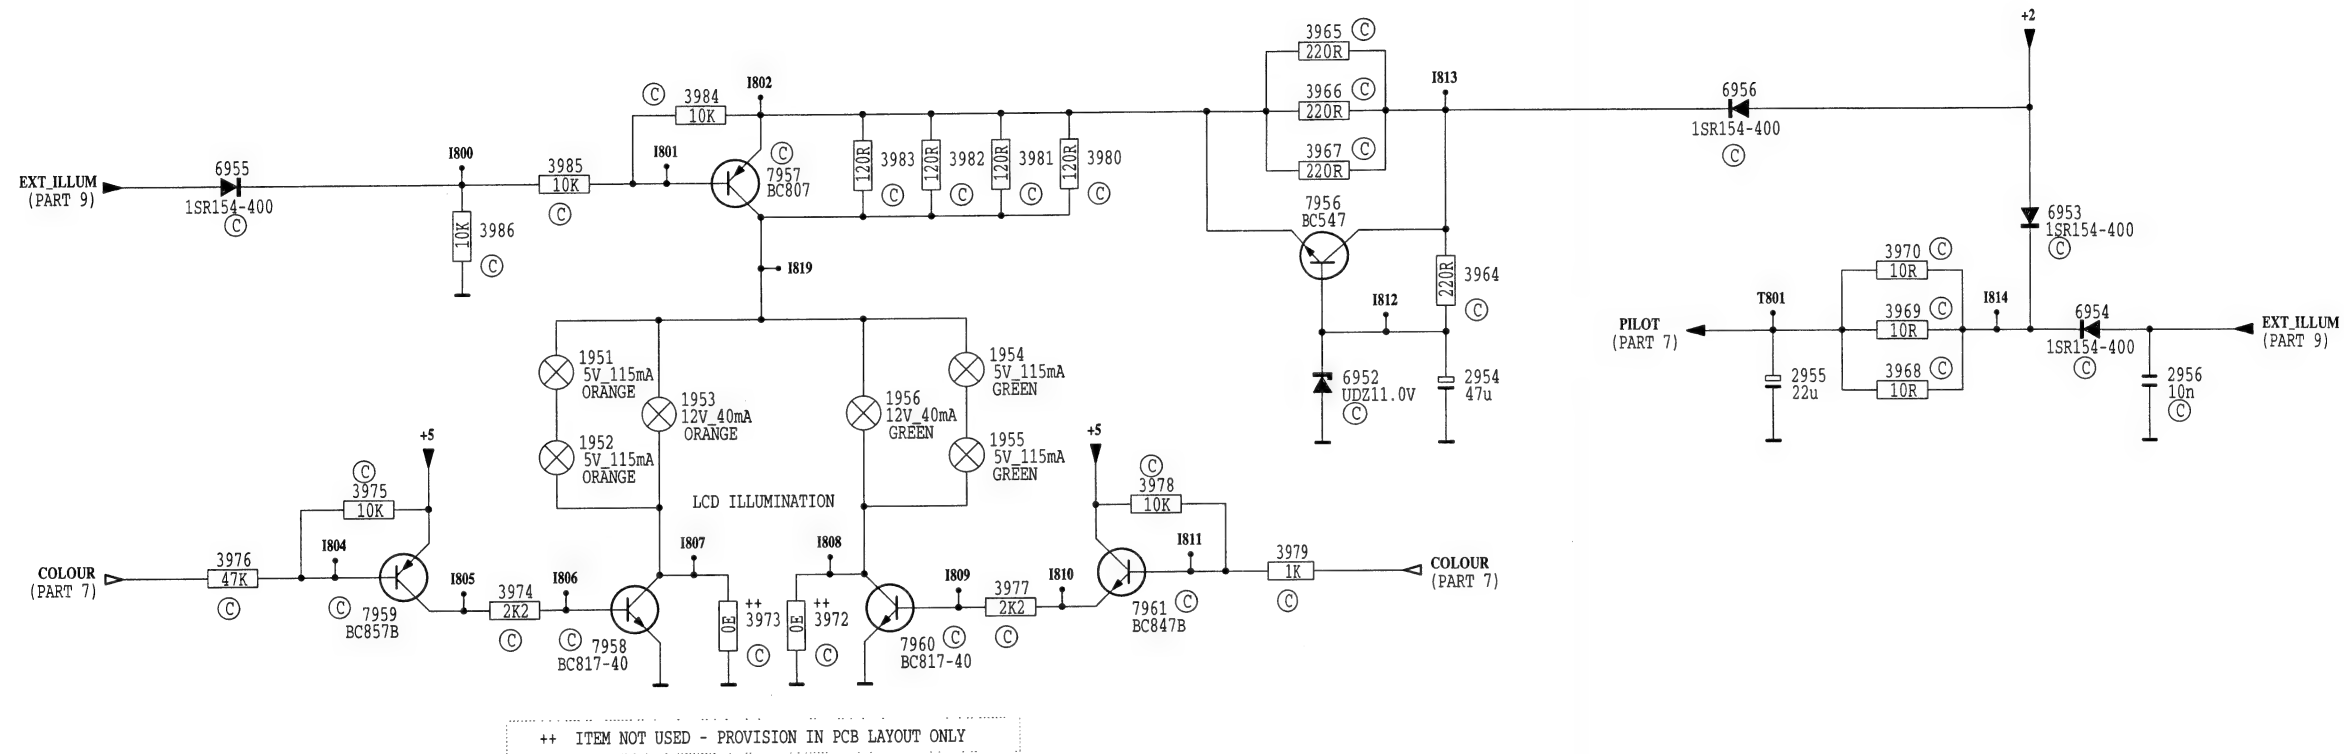 +2
3965 C
220R
3966 C
220R
3967 C
220R
I813
6956
1SR154-400
C
I802
C 3984
10K
I801
C
7957
BC807
120R 3983
C
120R 3982
C
120R 3981
C
120R 3980
C
EXT_ILLUM
(PART 9)
6955
1SR154-400
C
I800
3985
10K
C
10K 3986
C
I819
7956
BC547
220R 3964
C
I812
6952
UDZ11.0V
C
2954
47u
6953
1SR154-400
C
3970 C
10R
3969 C
10R
3968 C
10R
T801
I814
PILOT
(PART 7)
6954
1SR154-400
C
EXT_ILLUM
(PART 9)
2955
22u
2956
10n
C
1951
5V_115mA
ORANGE
1953
12V_40mA
ORANGE
1952
5V_115mA
ORANGE
1956
12V_40mA
GREEN
1954
5V_115mA
GREEN
1955
5V_115mA
GREEN
LCD ILLUMINATION
+5
C
3975
10K
COLOUR
(PART 7)
3976
47K
C
I804
C
7959
BC857B
I805
3974
2K2
C
I806
C
7958
BC817-40
I807
++
0E 3973
C
I808
++
0E 3972
C
7960
BC817-40
I809
C
3977
2K2
C
I810
+5
C
3978
10K
7961
BC847B
I811
C
3979
1K
C
COLOUR
(PART 7)
++ ITEM NOT USED - PROVISION IN PCB LAYOUT ONLY